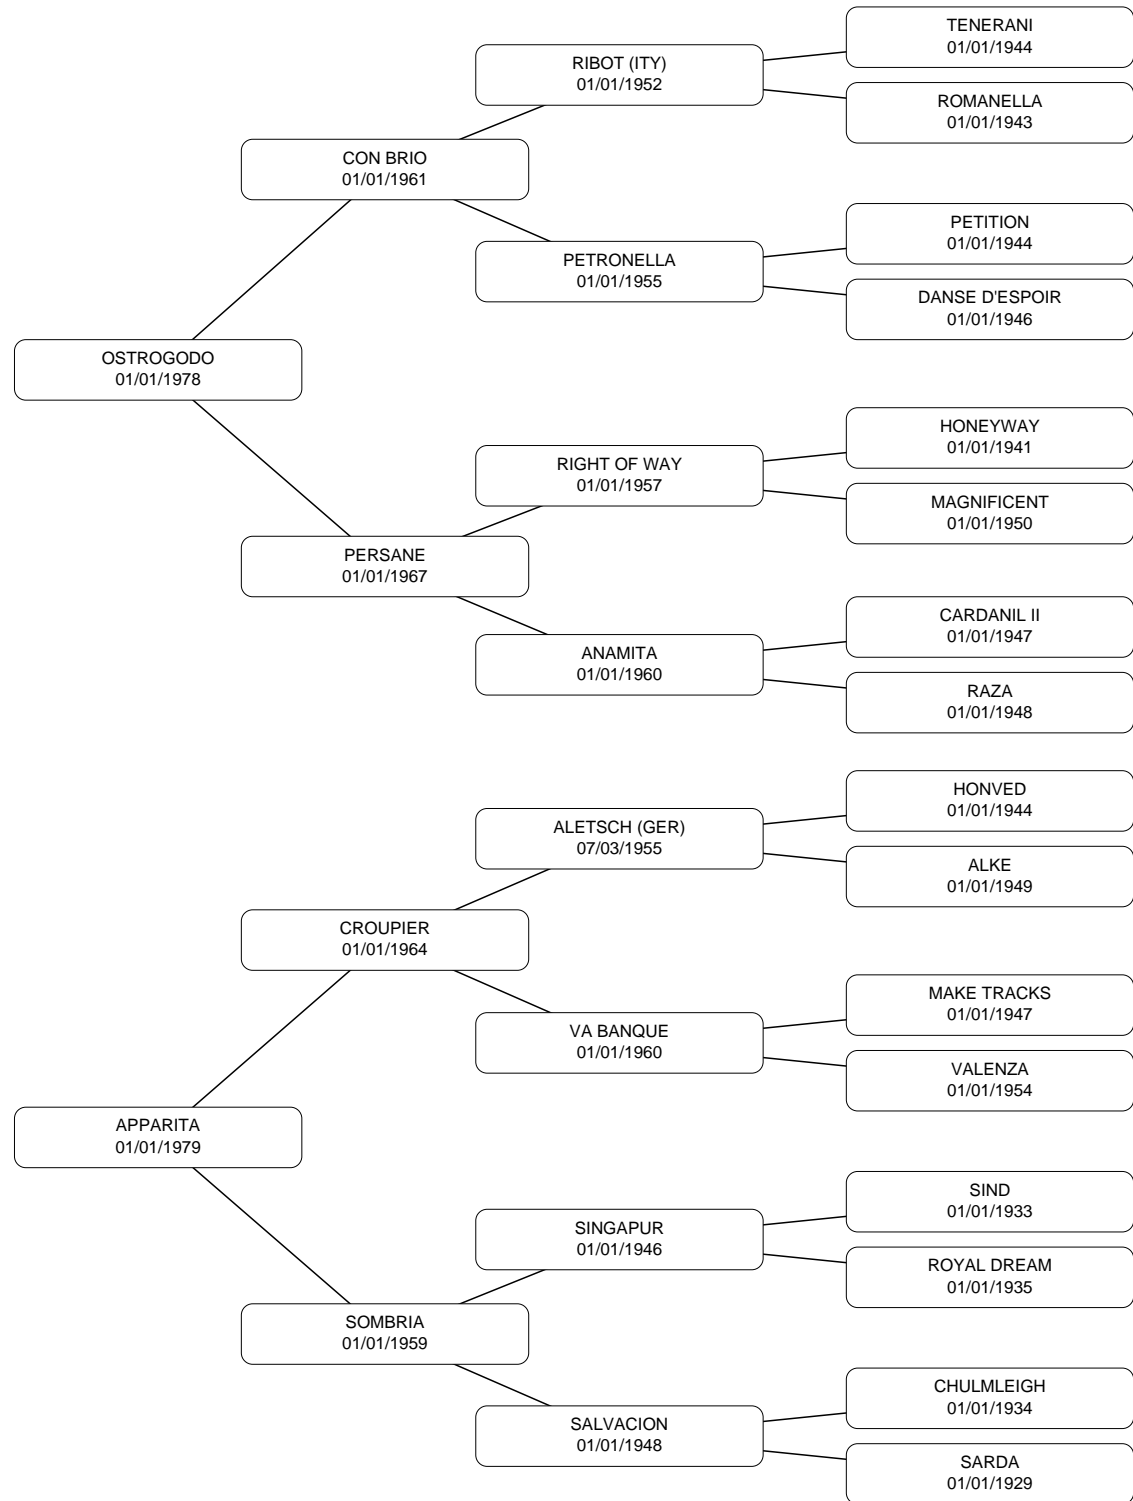 TENERANI
01/01/1944
RIBOT (ITY)
01/01/1952
ROMANELLA
01/01/1943
CON BRIO
01/01/1961
PETITION
01/01/1944
PETRONELLA
01/01/1955
DANSE D'ESPOIR
01/01/1946
OSTROGODO
01/01/1978
HONEYWAY
01/01/1941
RIGHT OF WAY
01/01/1957
MAGNIFICENT
01/01/1950
PERSANE
01/01/1967
CARDANIL II
01/01/1947
ANAMITA
01/01/1960
RAZA
01/01/1948
HONVED
01/01/1944
ALETSCH (GER)
07/03/1955
ALKE
01/01/1949
CROUPIER
01/01/1964
MAKE TRACKS
01/01/1947
VA BANQUE
01/01/1960
VALENZA
01/01/1954
APPARITA
01/01/1979
SIND
01/01/1933
SINGAPUR
01/01/1946
ROYAL DREAM
01/01/1935
SOMBRIA
01/01/1959
CHULMLEIGH
01/01/1934
SALVACION
01/01/1948
SARDA
01/01/1929